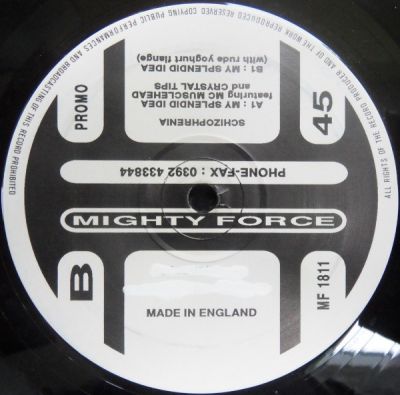 ALL RIGHTS OF THE RECORD PRODUCER AND OF THE WORK REPRODUCED RESERVED COPYING PUBLIC PERFORMANCES AND BROADCASTING OF THIS RECORD PROHIBITED
PROMO
45
PHONE-FAX : 0392 433844
SCHIZOPHRENIA
A1 : MY SPLENDID IDEA
featuring MC MUSCLEHEAD
and CRYSTAL TIPS
B1 : MY SPLENDID IDEA
(with rude yoghurt flange)
MIGHTY FORCE
B
MADE IN ENGLAND
MF 1811